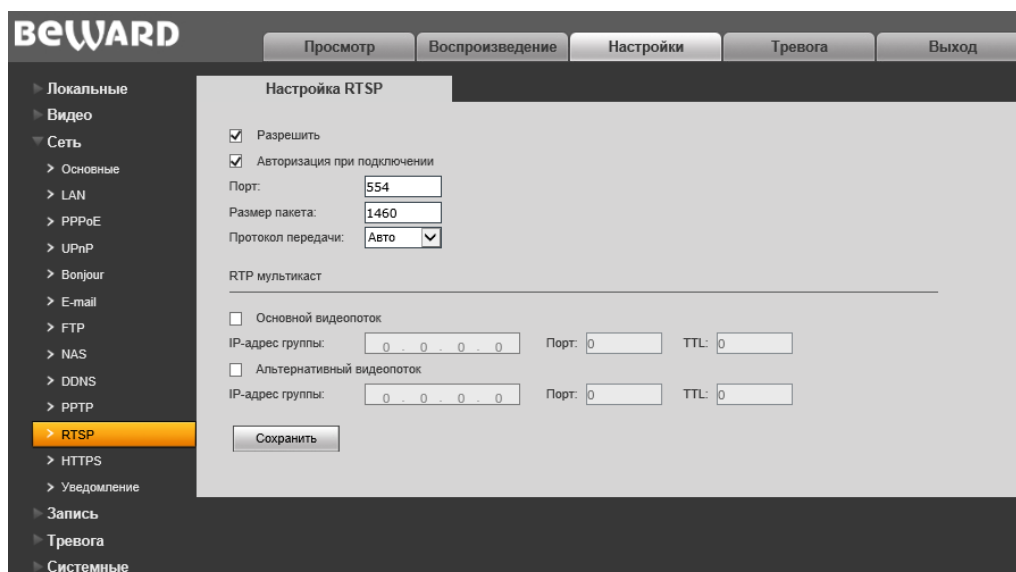 BEWARD
Просмотр Воспроизведение Настройки Тревога Выход
Локальные
Видео
Сеть
Основные
LAN
PPPoE
UPnP
Bonjour
E-mail
FTP
NAS
DDNS
PPTP
RTSP
HTTPS
Уведомление
Запись
Тревога
Системные
Настройка RTSP
Разрешить
Авторизация при подключении
Порт: 554
Размер пакета: 1460
Протокол передачи: Авто
RTP мультикаст
Основной видеопоток
IP-адрес группы: 0 . 0 . 0 . 0 Порт: 0 TTL: 0
Альтернативный видеопоток
IP-адрес группы: 0 . 0 . 0 . 0 Порт: 0 TTL: 0
Сохранить